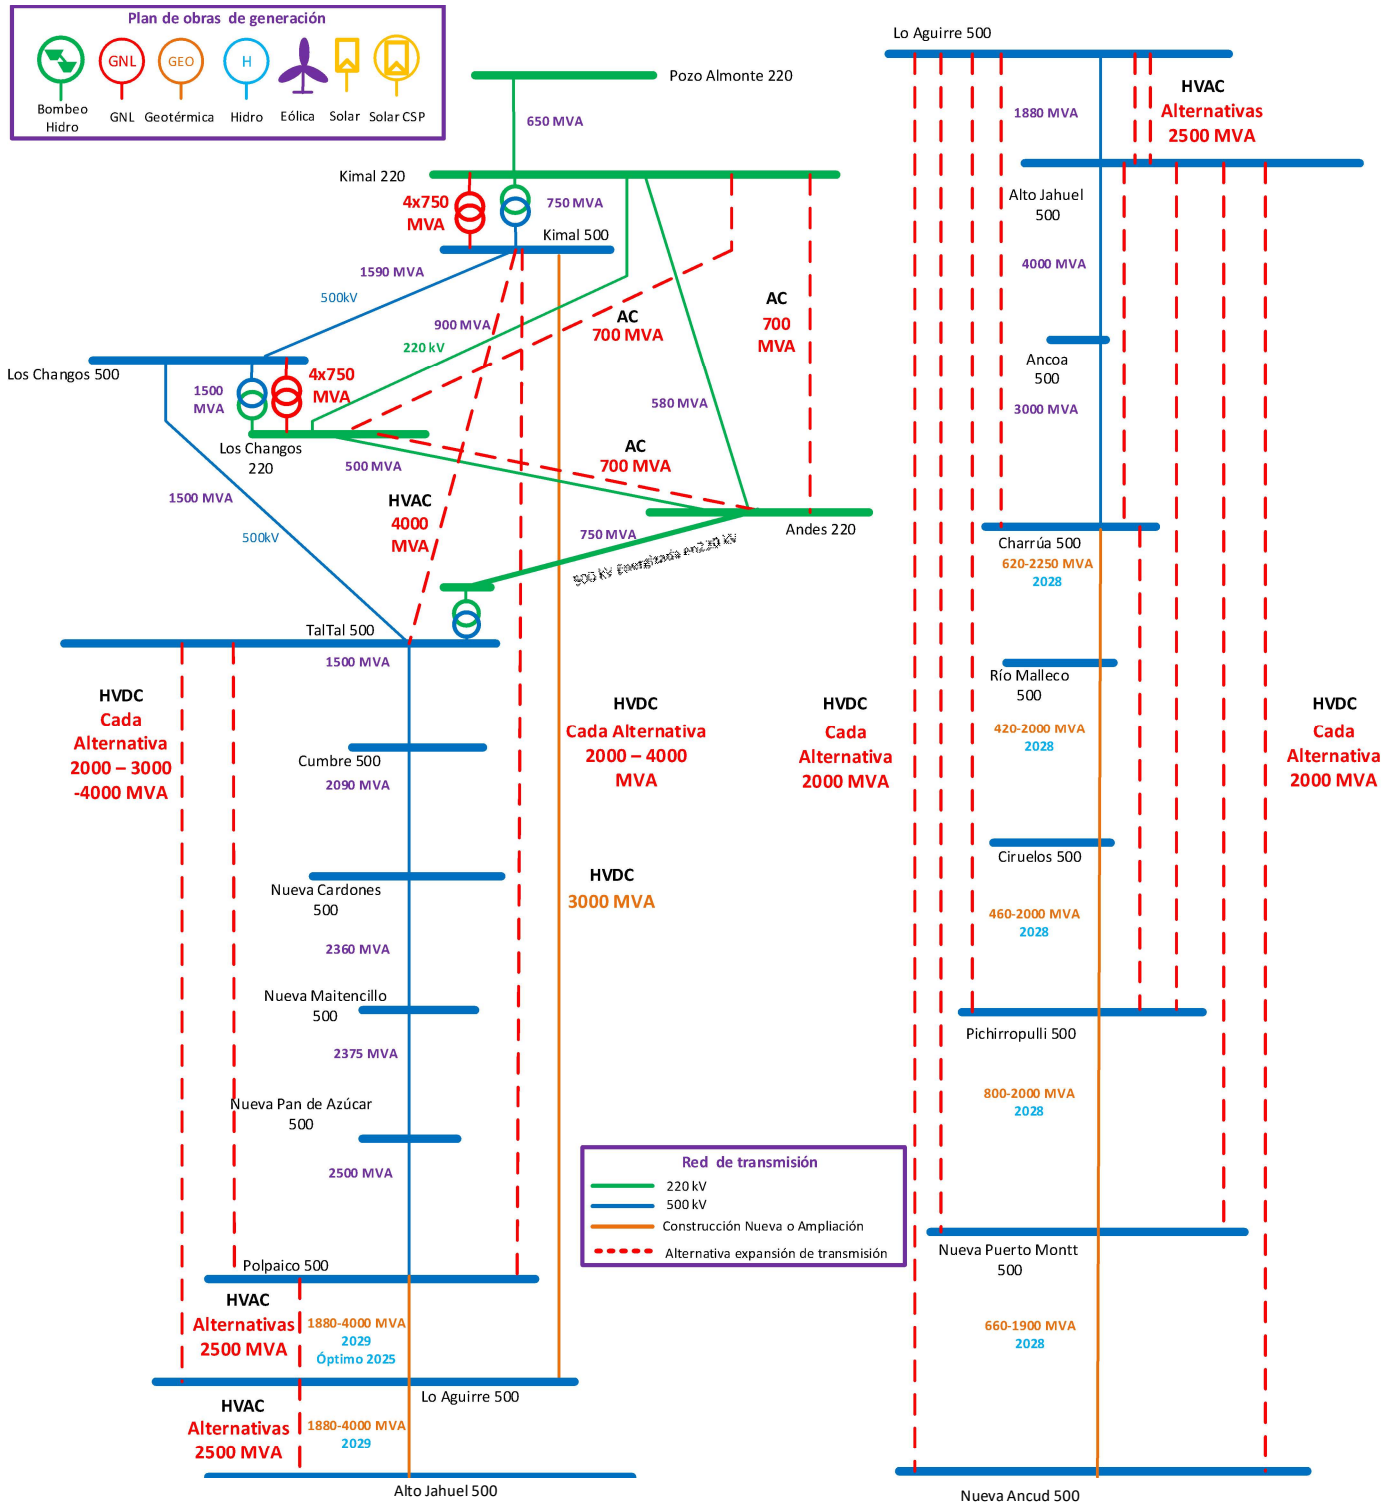 Plan de obras de generación
GNL
GEO
H
Bombeo
Hidro
GNL
Geotérmica
Hidro
Eólica
Solar
Solar CSP
Pozo Almonte 220
650 MVA
Kimal 220
4x750
MVA
750 MVA
Kimal 500
1590 MVA
500kV
900 MVA
220 kV
AC
700 MVA
AC
700
MVA
Los Changos 500
1500
MVA
4x750
MVA
580 MVA
Los Changos
220
500 MVA
AC
700 MVA
1500 MVA
500kV
HVAC
4000
MVA
750 MVA
Andes 220
500 kV Energizada en220 kV
TalTal 500
1500 MVA
HVDC
Cada
Alternativa
2000 – 3000
-4000 MVA
HVDC
Cada Alternativa
2000 – 4000
MVA
Cumbre 500
2090 MVA
HVDC
3000 MVA
Nueva Cardones
500
2360 MVA
Nueva Maitencillo
500
2375 MVA
Nueva Pan de Azúcar
500
2500 MVA
Polpaico 500
HVAC
Alternativas
2500 MVA
1880-4000 MVA
2029
Óptimo 2025
Lo Aguirre 500
HVAC
Alternativas
2500 MVA
1880-4000 MVA
2029
Alto Jahuel 500
Red de transmisión
220 kV
500 kV
Construcción Nueva o Ampliación
Alternativa expansión de transmisión
Lo Aguirre 500
1880 MVA
HVAC
Alternativas
2500 MVA
Alto Jahuel
500
4000 MVA
Ancoa
500
3000 MVA
Charrúa 500
620-2250 MVA
2028
Río Malleco
500
420-2000 MVA
2028
HVDC
Cada
Alternativa
2000 MVA
HVDC
Cada
Alternativa
2000 MVA
Ciruelos 500
460-2000 MVA
2028
Pichirropulli 500
800-2000 MVA
2028
Nueva Puerto Montt
500
660-1900 MVA
2028
Nueva Ancud 500